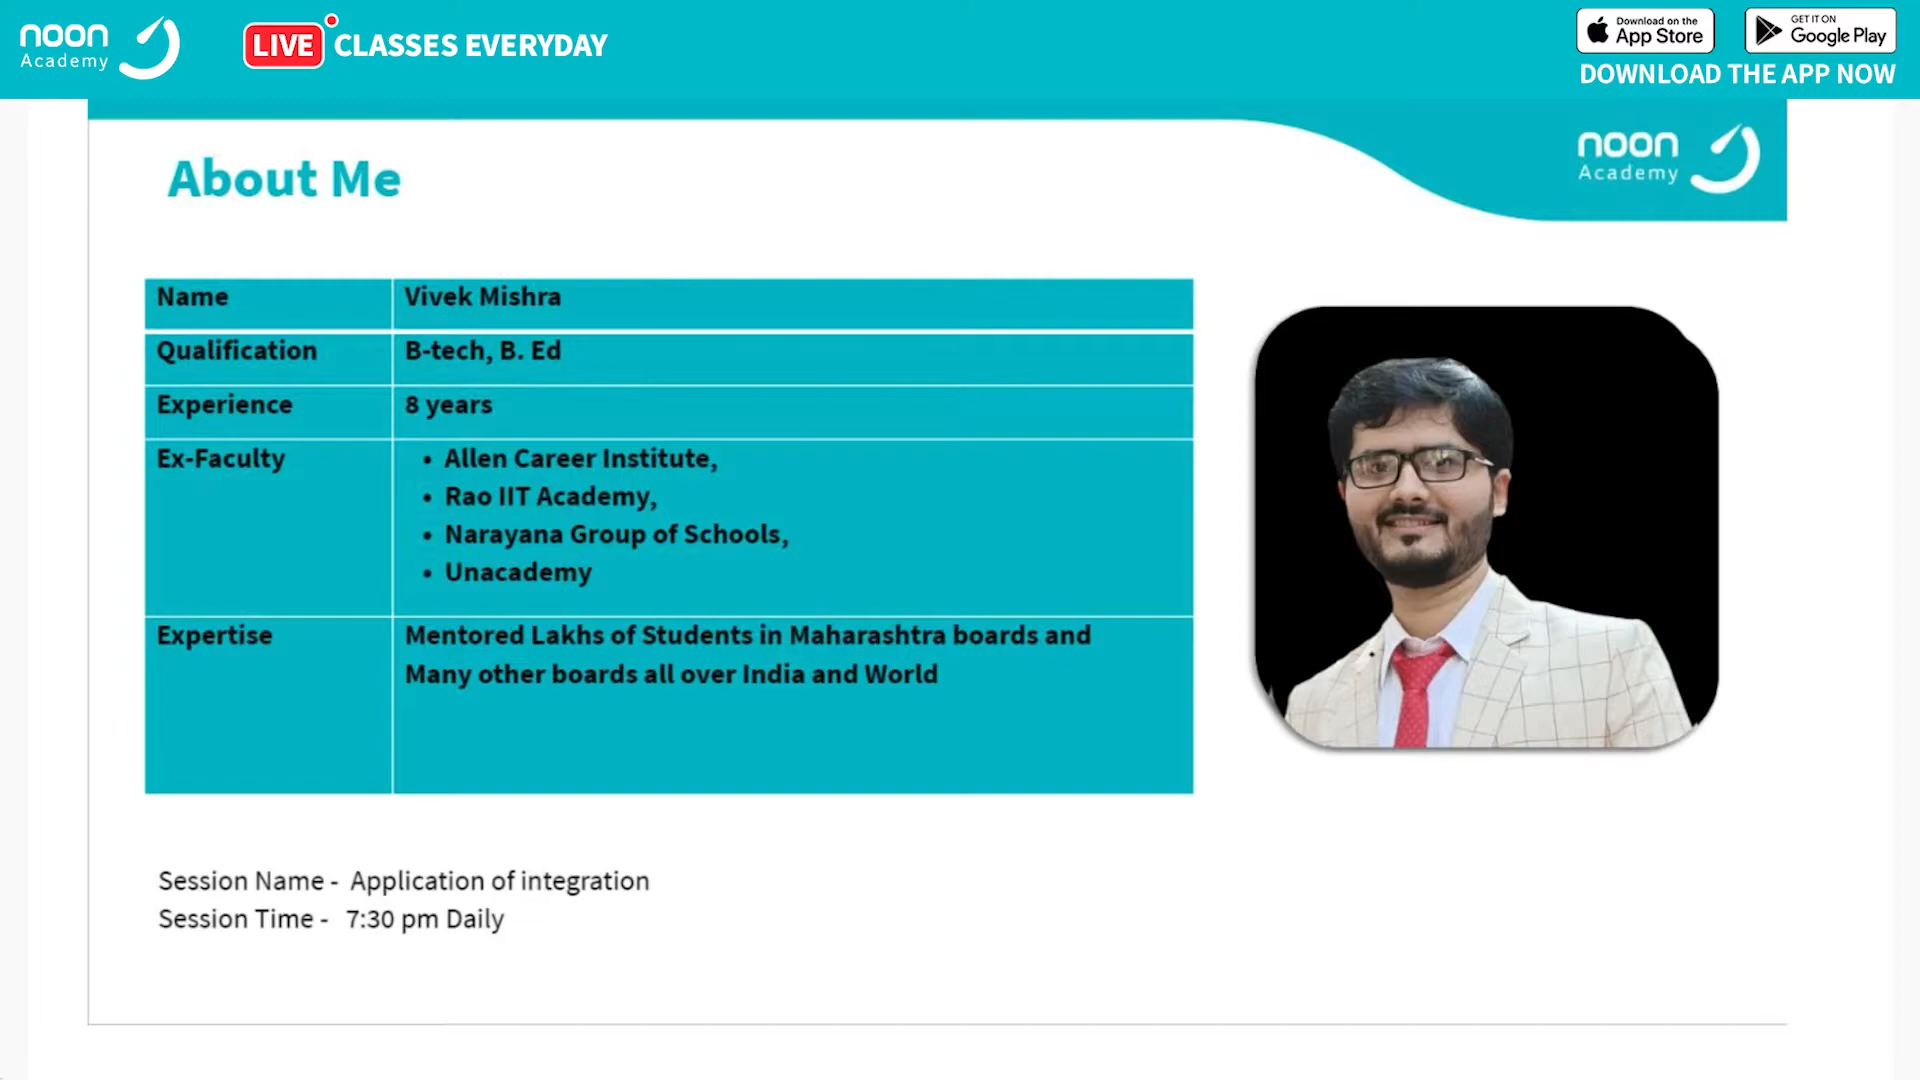 noon
Academy
LIVE CLASSES EVERYDAY
Download on the
App Store
GET IT ON
Google Play
DOWNLOAD THE APP NOW
noon
Academy
About Me
Name Vivek Mishra
Qualification B-tech, B. Ed
Experience 8 years
Ex-Faculty • Allen Career Institute,
• Rao IIT Academy,
• Narayana Group of Schools,
• Unacademy
Expertise Mentored Lakhs of Students in Maharashtra boards and
Many other boards all over India and World
Session Name - Application of integration
Session Time - 7:30 pm Daily